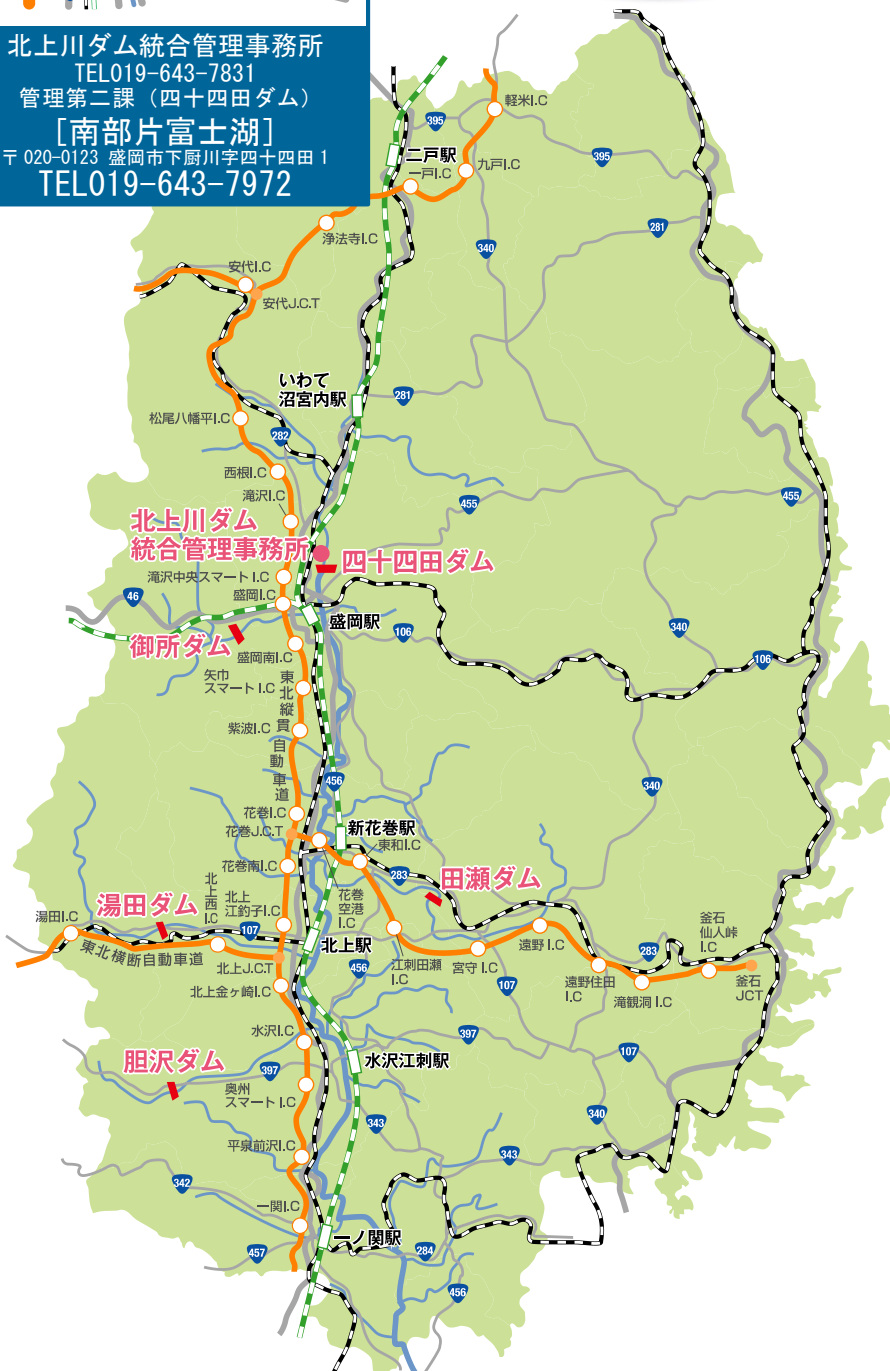 北上川ダム統合管理事務所
TEL019-643-7831
管理第二課（四十四田ダム）
［南部片富士湖］
〒020-0123 盛岡市下厨川字四十四田1
TEL019-643-7972
軽米I.C
395
二戸駅
395
九戸I.C
一戸I.C
浄法寺I.C
281
340
安代I.C
安代J.C.T
いわて
沼宮内駅
281
松尾八幡平I.C
282
西根I.C
滝沢I.C
455
455
北上川ダム
統合管理事務所
四十四田ダム
滝沢中央スマートI.C
46
盛岡I.C
盛岡駅
御所ダム
106
340
盛岡南I.C
106
矢巾
スマートI.C
東北縦貫自動車道
紫波I.C
456
340
花巻I.C
花巻J.C.T
新花巻駅
東和I.C
花巻南I.C
283
田瀬ダム
花巻
空港
I.C
北上西I.C
北上
江釣子I.C
湯田ダム
湯田I.C
107
東北横断自動車道
北上駅
北上J.C.T
456
江刺田瀬
I.C
宮守I.C
遠野I.C
107
遠野住田
I.C
283
滝観洞I.C
釜石
仙人峠
I.C
釜石
JCT
北上金ヶ崎I.C
水沢I.C
397
107
水沢江刺駅
胆沢ダム
397
奥州
スマートI.C
343
340
平泉前沢I.C
343
342
一関I.C
一ノ関駅
457
284
456